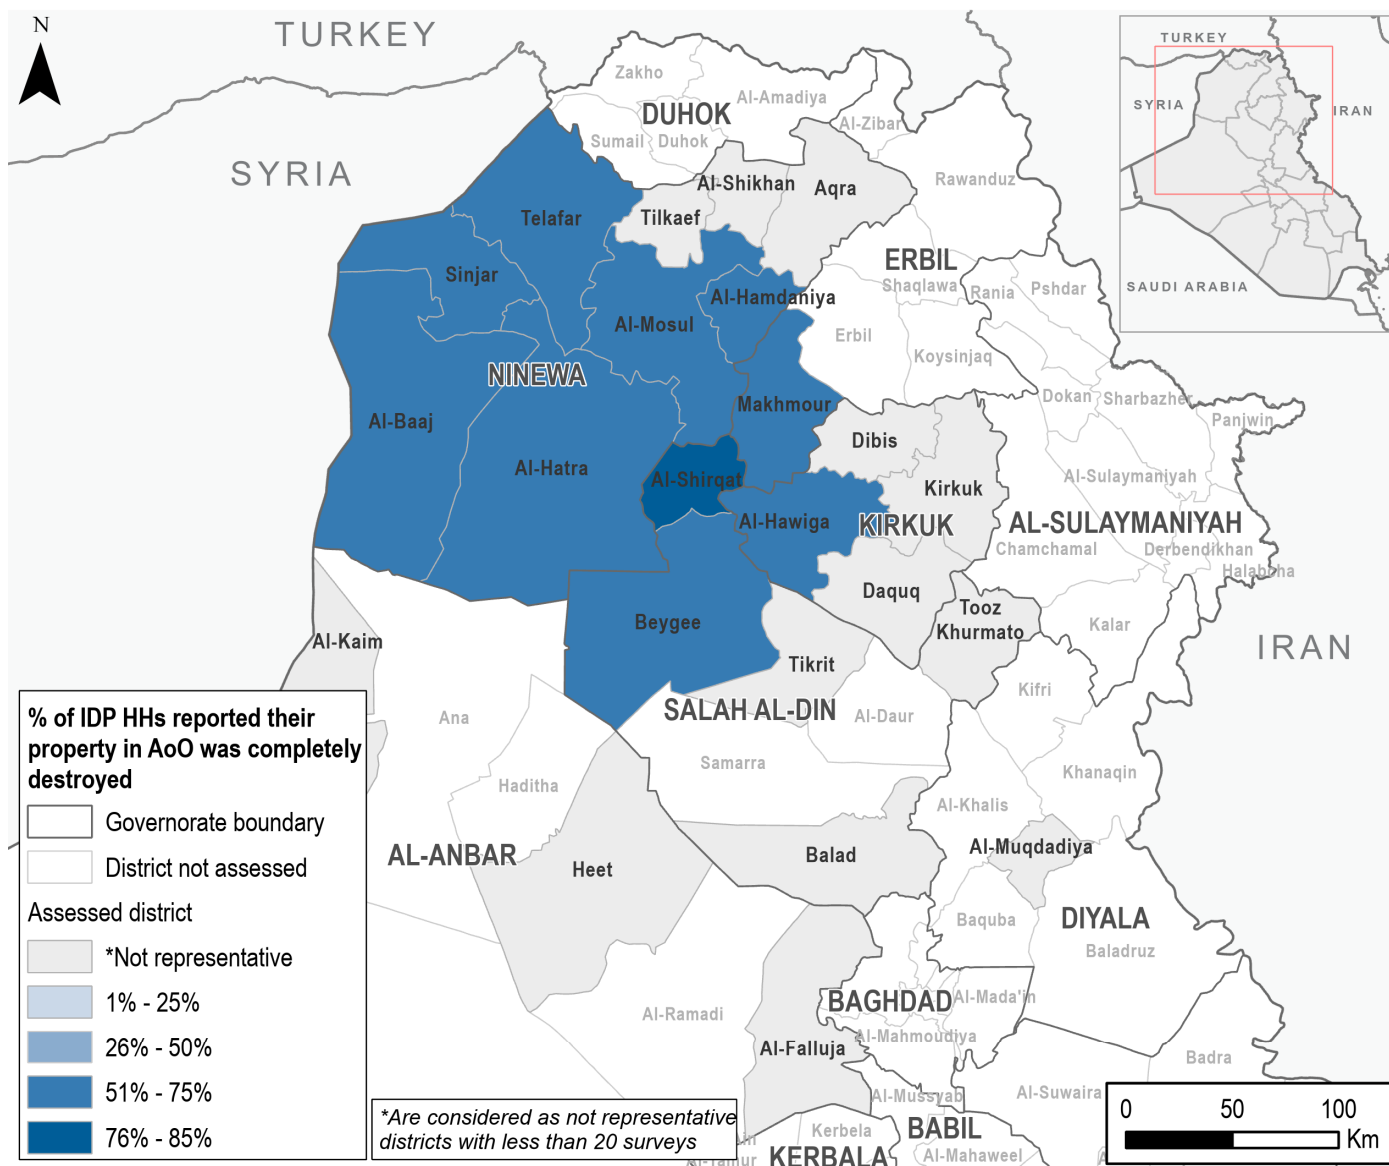 N
TURKEY
SYRIA
IRAN
TURKEY
SYRIA
IRAN
SAUDI ARABIA
Zakho
Al-Amadiya
DUHOK
Sumail
Duhok
Al-Zibar
Al-Shikhan
Aqra
Rawanduz
Tilkaef
Telafar
Sinjar
ERBIL
Shaqlawa
Rania
Pshdar
Al-Hamdaniya
Al-Mosul
Erbil
Koysinjaq
NINEWA
Makhmour
Dokan
Sharbazher
Panjwin
Al-Baaj
Dibis
Al-Hatra
Al-Shirqat
Kirkuk
Al-Sulaymaniyah
Al-Hawiga
KIRKUK
AL-SULAYMANIYAH
Chamchamal
Derbendikhan
Halabcha
Daquq
Tooz
Khurmato
Beygee
Kalar
Al-Kaim
Tikrit
Kifri
SALAH AL-DIN
Al-Daur
Ana
Samarra
Khanaqin
Haditha
Al-Khalis
AL-ANBAR
Heet
Balad
Al-Muqdadiya
Baquba
DIYALA
Baladruz
BAGHDAD
Al-Mada'in
Al-Ramadi
Al-Mahmoudiya
Al-Falluja
Badra
Al-Mussyab
Al-Suwaira
Kerbela
BABIL
KERBALA
Al-Mahaweel
% of IDP HHs reported their
property in AoO was completely
destroyed
Governorate boundary
District not assessed
Assessed district
*Not representative
1% - 25%
26% - 50%
51% - 75%
76% - 85%
*Are considered as not representative
districts with less than 20 surveys
0 50 100
Km